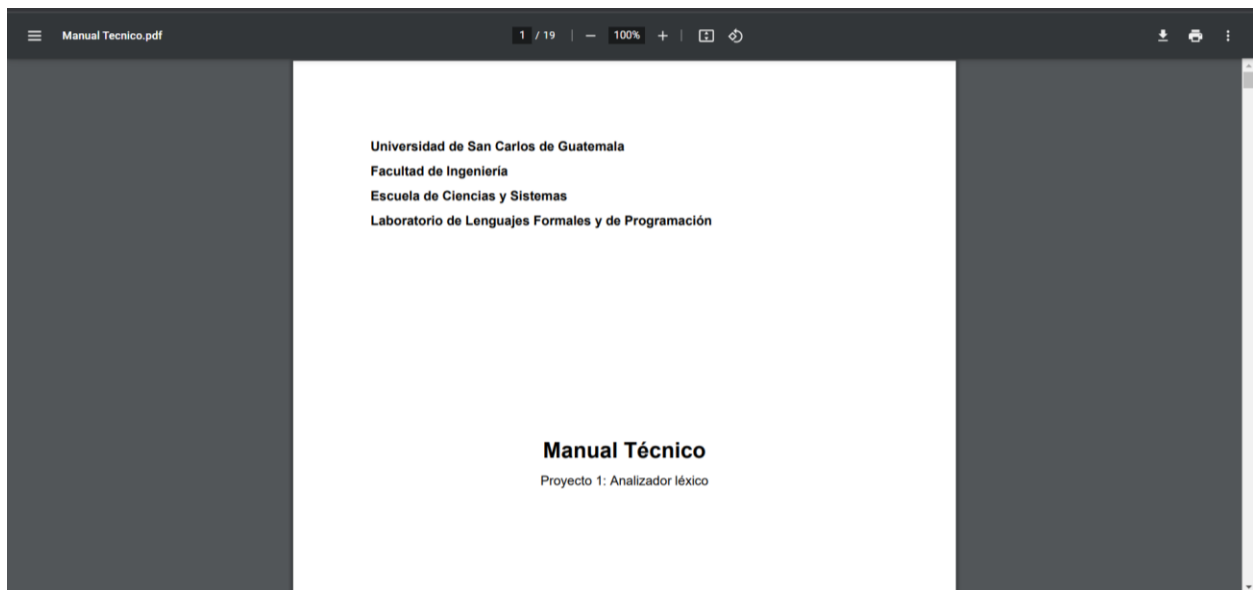 Manual Tecnico.pdf
1 / 19
100%
Universidad de San Carlos de Guatemala
Facultad de Ingeniería
Escuela de Ciencias y Sistemas
Laboratorio de Lenguajes Formales y de Programación
Manual Técnico
Proyecto 1: Analizador léxico